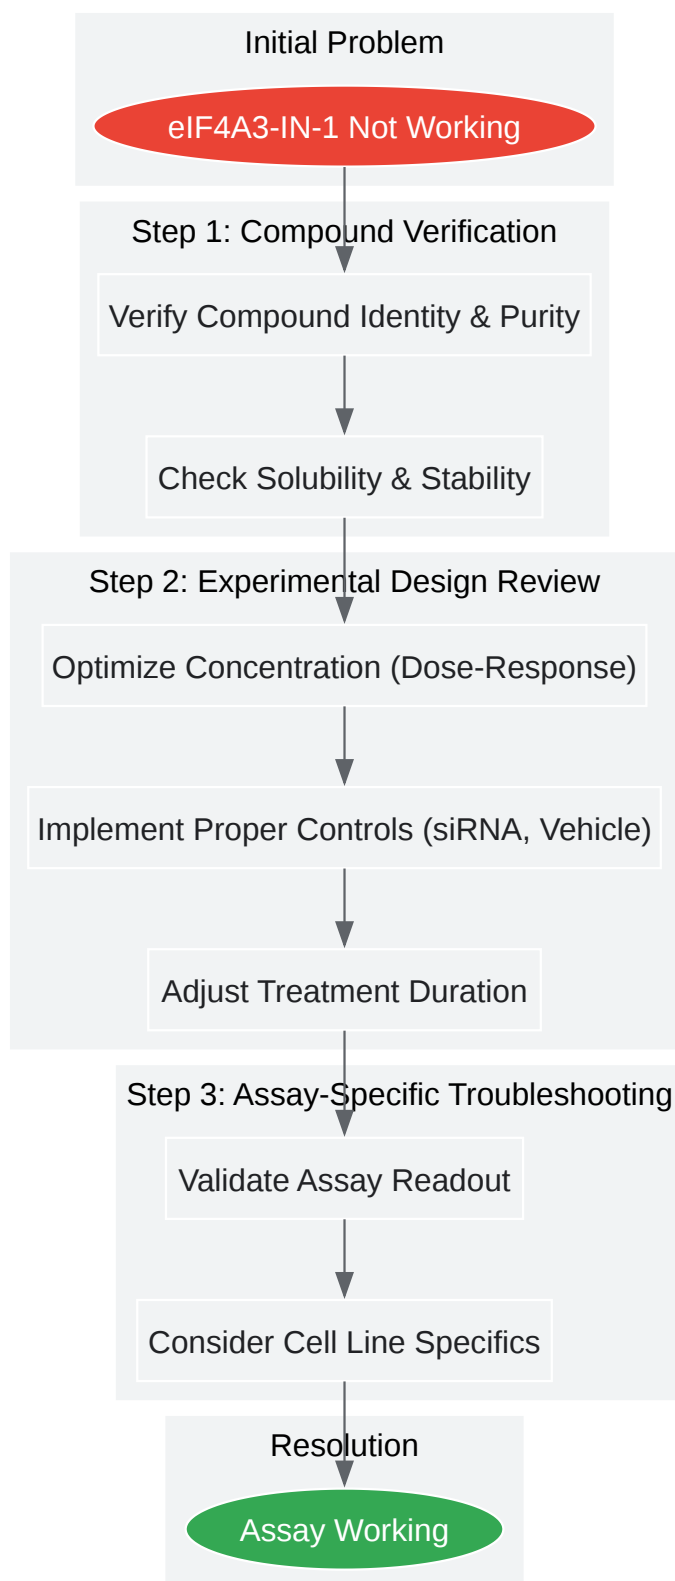 Initial Problem
eIF4A3-IN-1 Not Working
Step 1: Compound Verification
Verify Compound Identity & Purity
Check Solubility & Stability
Step 2: Experimental Design Review
Optimize Concentration (Dose-Response)
Implement Proper Controls (siRNA, Vehicle)
Adjust Treatment Duration
Step 3: Assay-Specific Troubleshooting
Validate Assay Readout
Consider Cell Line Specifics
Resolution
Assay Working